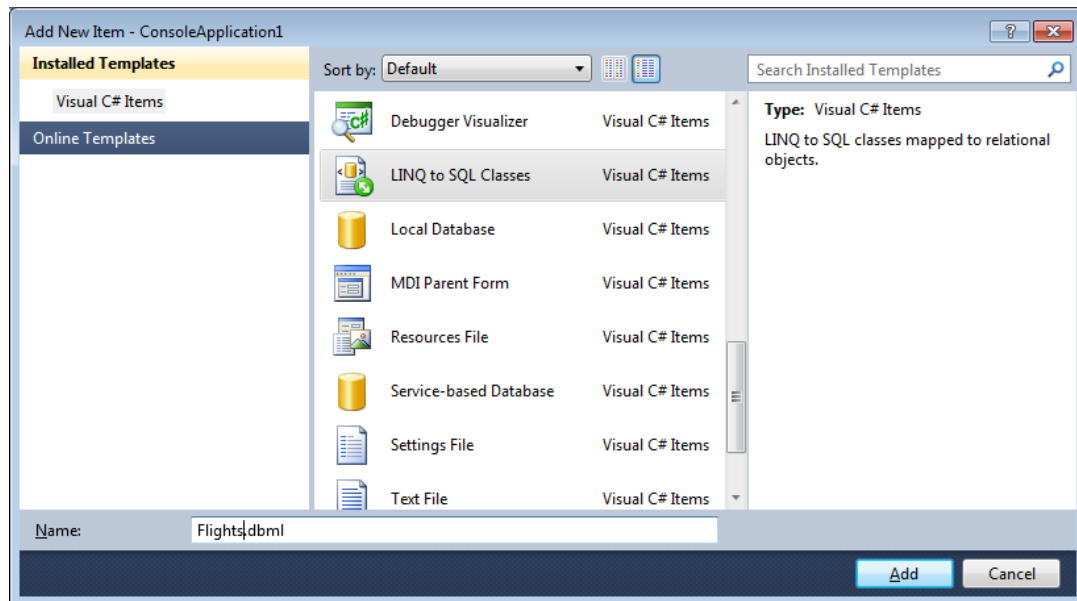 Add New Item - ConsoleApplication1
Installed Templates
Visual C# Items
Online Templates
Sort by: Default
Search Installed Templates
Debugger Visualizer Visual C# Items
LINQ to SQL Classes Visual C# Items
Local Database Visual C# Items
MDI Parent Form Visual C# Items
Resources File Visual C# Items
Service-based Database Visual C# Items
Settings File Visual C# Items
Text File Visual C# Items
Type: Visual C# Items
LINQ to SQL classes mapped to relational
objects.
Name: Flights.dbml
Add Cancel